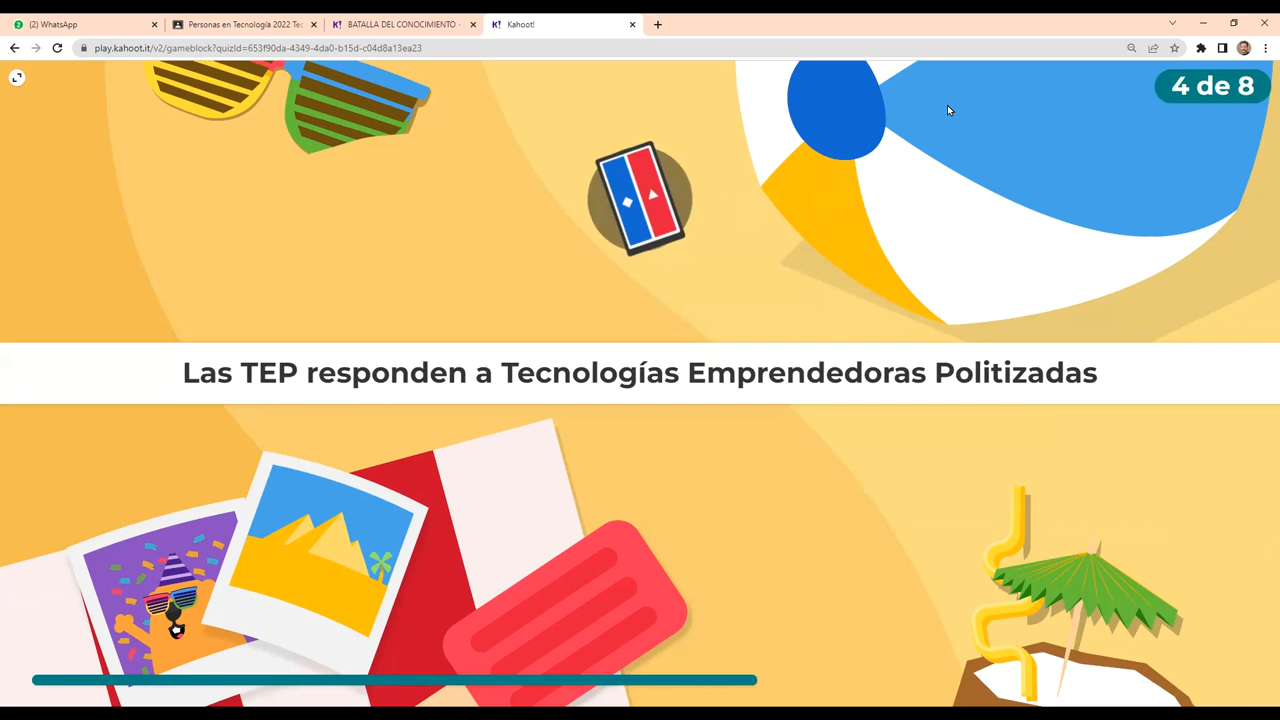 (2) WhatsApp
Personas en Tecnología 2022 Tec
BATALLA DEL CONOCIMIENTO -
Kahoot!
play.kahoot.it/v2/gameblock?quizId=653f90da-4349-4da0-b15d-c04d8a13ea23
4 de 8
Las TEP responden a Tecnologías Emprendedoras Politizadas